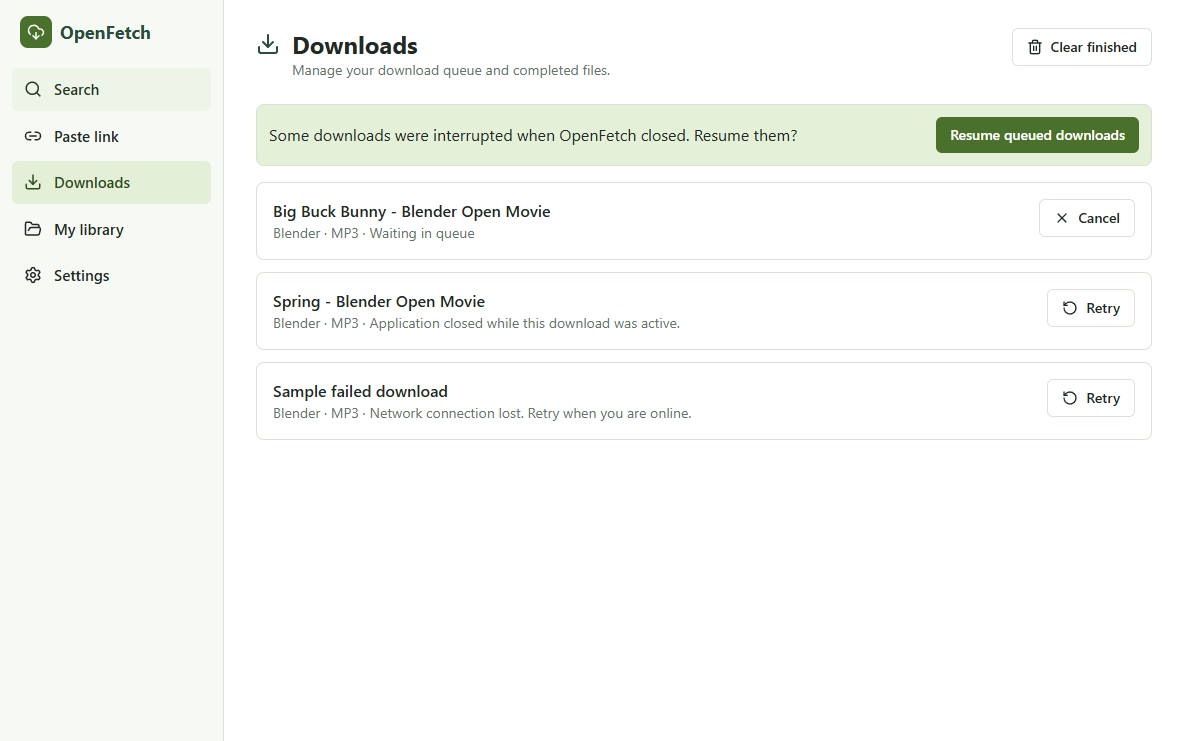 OpenFetch
Search
Paste link
Downloads
My library
Settings
Downloads
Manage your download queue and completed files.
Clear finished
Some downloads were interrupted when OpenFetch closed. Resume them?
Resume queued downloads
Big Buck Bunny - Blender Open Movie
Blender · MP3 · Waiting in queue
Cancel
Spring - Blender Open Movie
Blender · MP3 · Application closed while this download was active.
Retry
Sample failed download
Blender · MP3 · Network connection lost. Retry when you are online.
Retry